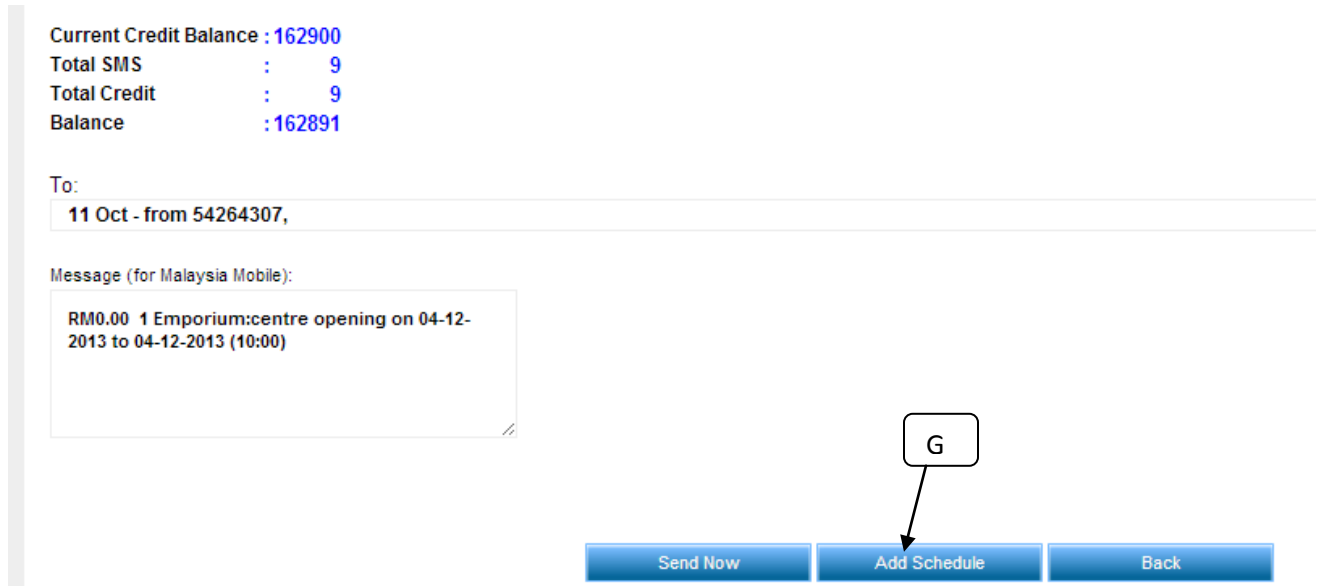 Current Credit Balance : 162900
Total SMS : 9
Total Credit : 9
Balance : 162891
To:
11 Oct - from 54264307,
Message (for Malaysia Mobile):
RM0.00 1 Emporium:centre opening on 04-12-
2013 to 04-12-2013 (10:00)
G
Send Now Add Schedule Back